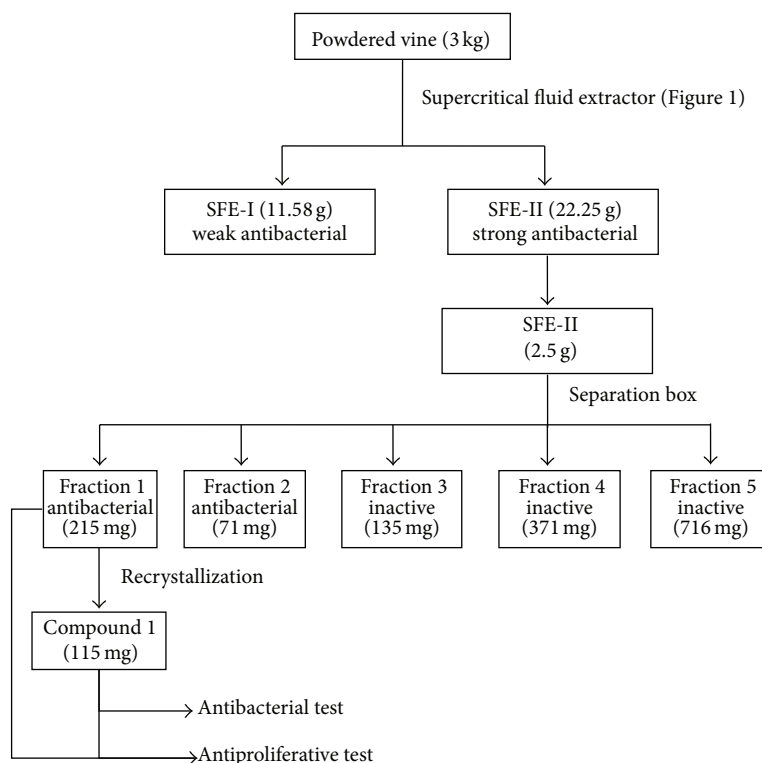 Powdered vine (3 kg)
Supercritical fluid extractor (Figure 1)
SFE-I (11.58 g)
weak antibacterial
SFE-II (22.25 g)
strong antibacterial
SFE-II
(2.5 g)
Separation box
Fraction 1
antibacterial
(215 mg)
Fraction 2
antibacterial
(71 mg)
Fraction 3
inactive
(135 mg)
Fraction 4
inactive
(371 mg)
Fraction 5
inactive
(716 mg)
Recrystallization
Compound 1
(115 mg)
Antibacterial test
Antiproliferative test